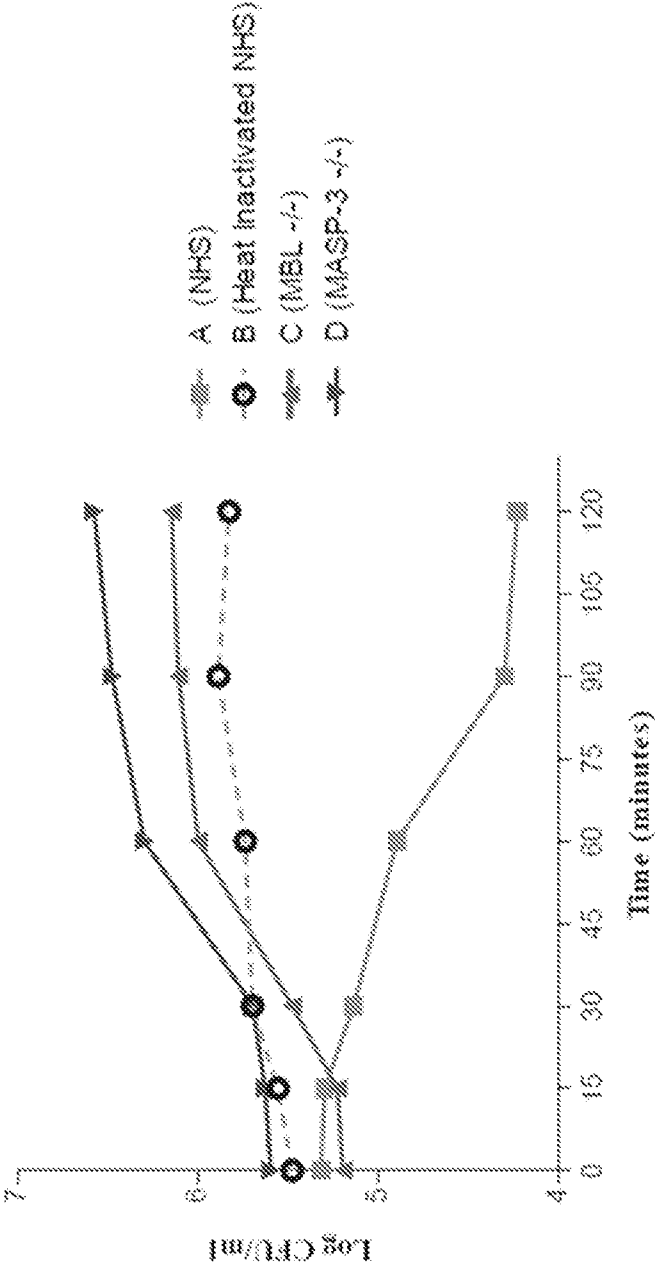 7
6
5
4
Log CFU/ml
0
15
30
45
60
75
90
105
120
Time (minutes)
A (NHS)
B (Heat Inactivated NHS)
C (MBL -/-)
D (MASP-3 -/-)